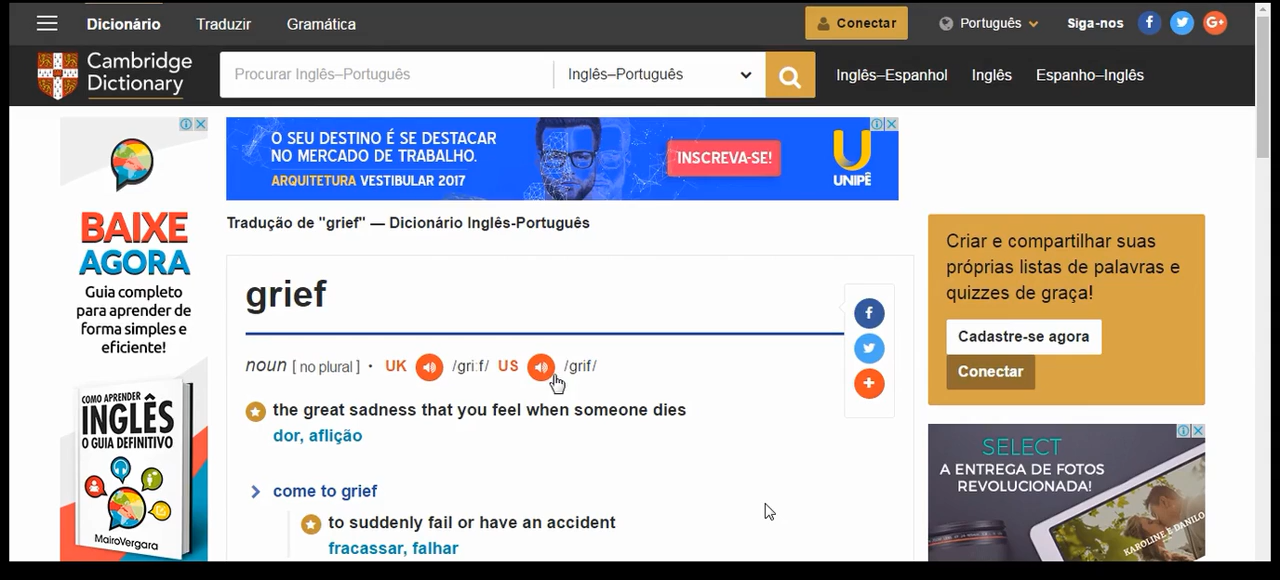 Dicionário Traduzir Gramática Conectar Português Siga-nos
Cambridge
Dictionary
Procurar Inglês–Português Inglês–Português Inglês–Espanhol Inglês Espanho–Inglês
O SEU DESTINO É SE DESTACAR
NO MERCADO DE TRABALHO.
ARQUITETURA VESTIBULAR 2017
INSCREVA-SE!
UNIPÊ
BAIXE
AGORA
Guia completo
para aprender de
forma simples e
eficiente!
COMO APRENDER
INGLÊS
O GUIA DEFINITIVO
MairoVergara
Tradução de "grief" — Dicionário Inglês-Português
grief
noun [ no plural ] • UK /griːf/ US /grif/
the great sadness that you feel when someone dies
dor, aflição
come to grief
to suddenly fail or have an accident
fracassar, falhar
Criar e compartilhar suas
próprias listas de palavras e
quizzes de graça!
Cadastre-se agora
Conectar
SELECT
A ENTREGA DE FOTOS
REVOLUCIONADA!
KAROLINE E DANILO